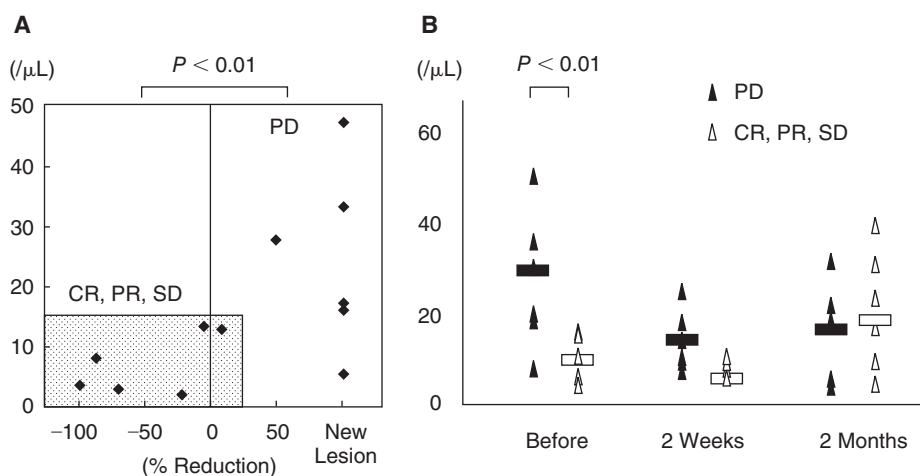 A
(/μL)
P < 0.01
50
40
30
20
10
0
PD
CR, PR, SD
−100
−50
0
50
New
Lesion
(% Reduction)
B
(/μL)
P < 0.01
PD
CR, PR, SD
60
40
20
0
Before
2 Weeks
2 Months